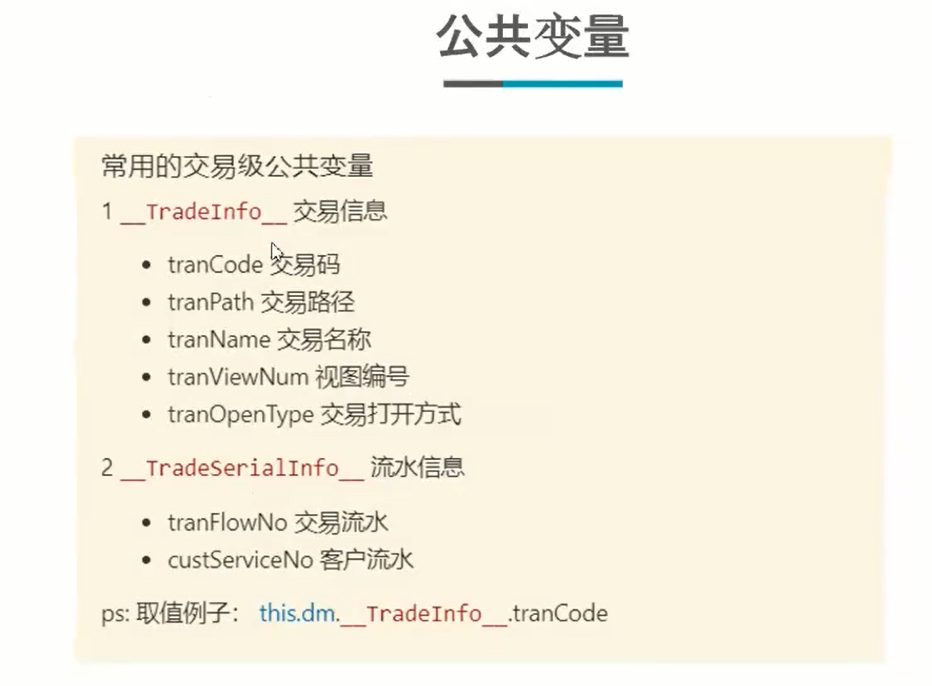 公共变量
常用的交易级公共变量
1 __TradeInfo__ 交易信息
• tranCode 交易码
• tranPath 交易路径
• tranName 交易名称
• tranViewNum 视图编号
• tranOpenType 交易打开方式
2 __TradeSerialInfo__ 流水信息
• tranFlowNo 交易流水
• custServiceNo 客户流水
ps: 取值例子： this.dm.__TradeInfo__.tranCode